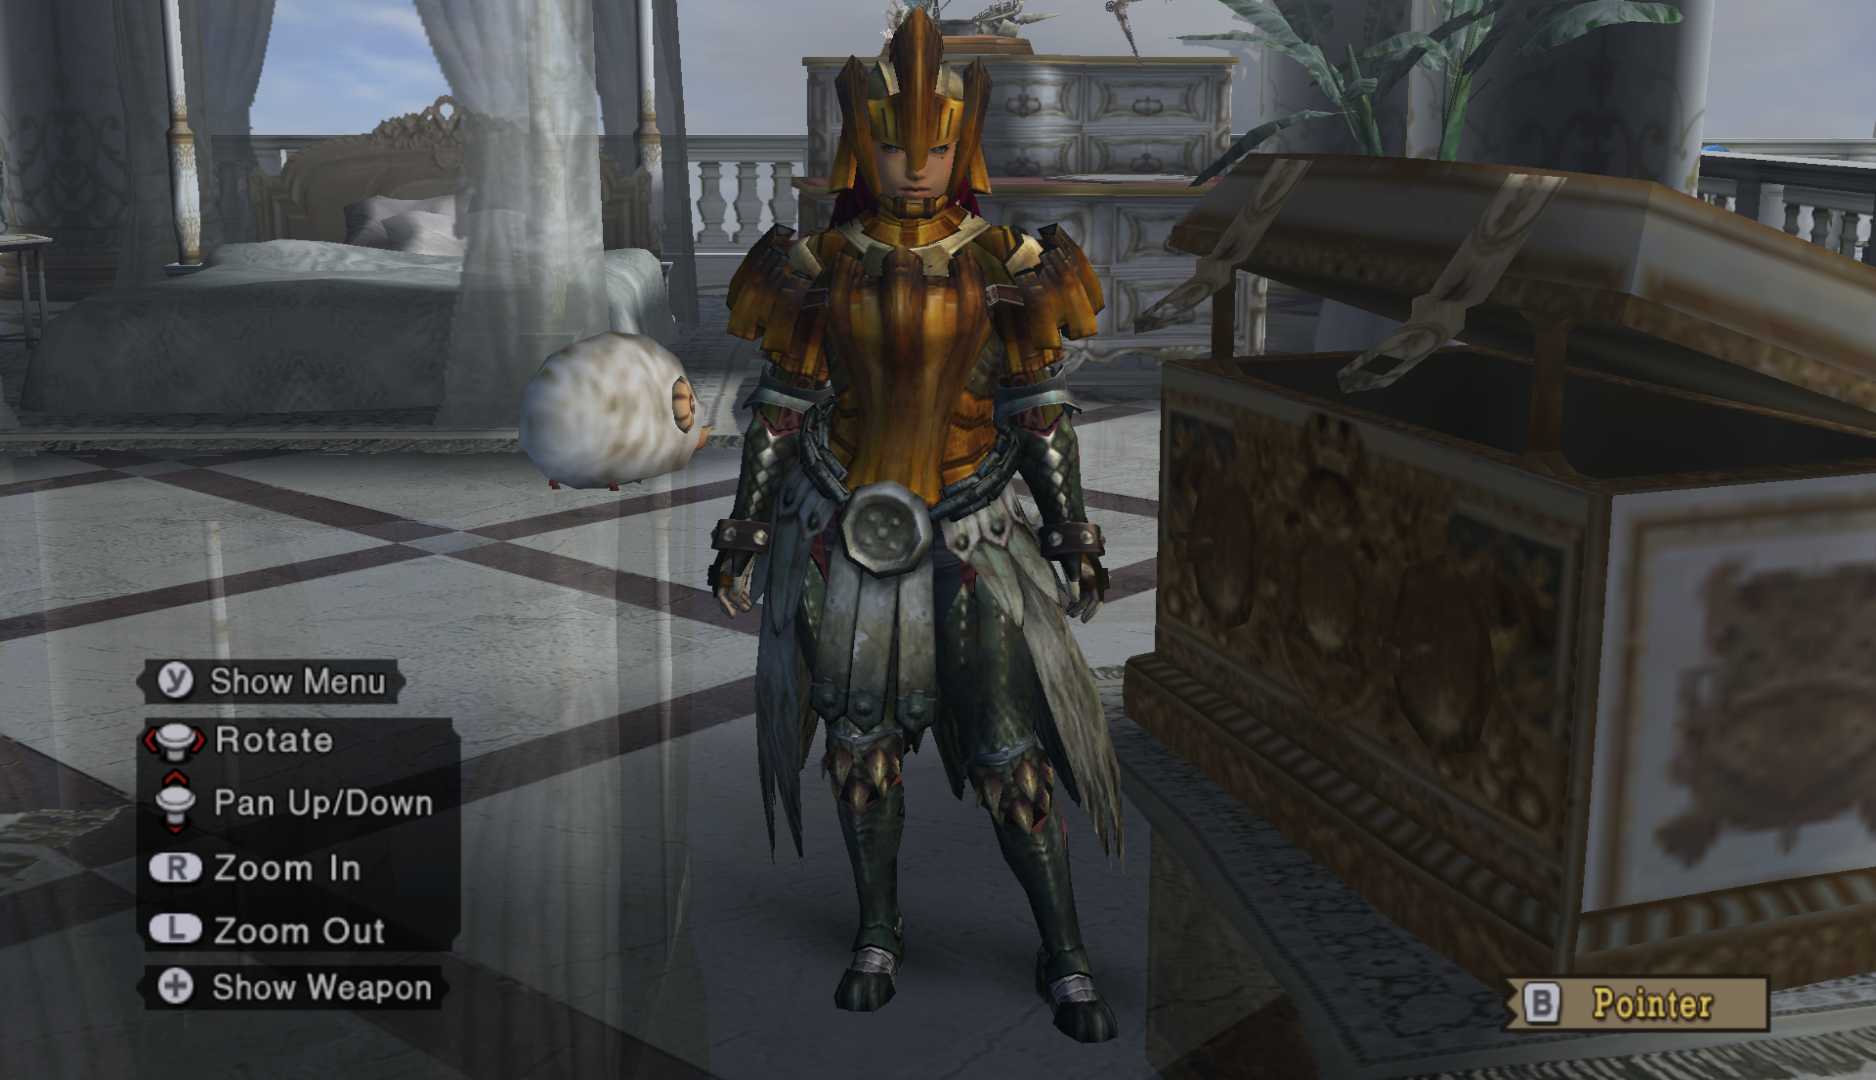 y Show Menu
Rotate
Pan Up/Down
R Zoom In
L Zoom Out
+ Show Weapon
B Pointer